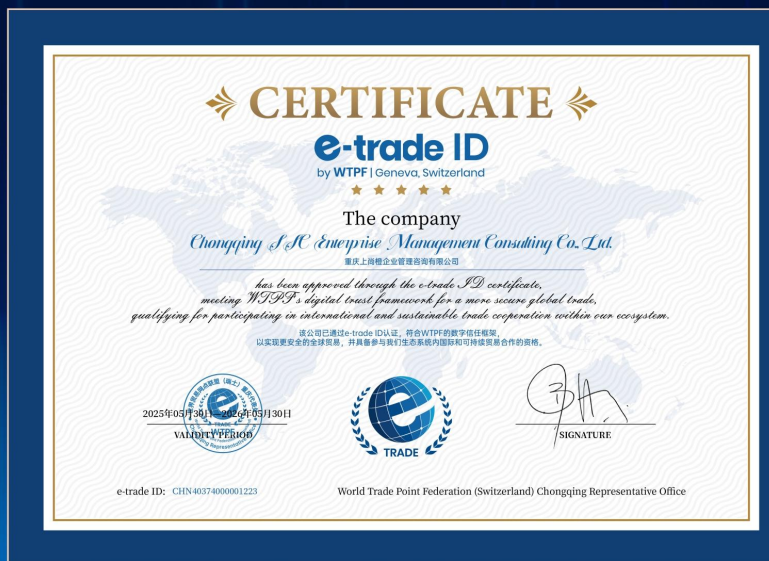 CERTIFICATE
e-trade ID
by WTPF | Geneva, Switzerland
The company
Chongqing SSC Enterprise Management Consulting Co., Ltd.
重庆上尚橙企业管理咨询有限公司
has been approved through the e-trade ID certificate,
meeting WTPF's digital trust framework for a more secure global trade,
qualifying for participating in international and sustainable trade cooperation within our ecosystem.
该公司已通过e-trade ID认证，符合WTPF的数字信任框架，
以实现更安全的全球贸易，并具备参与我们生态系统内国际和可持续贸易合作的资格。
2025年05月30日—2026年05月30日
VALIDITY PERIOD
TRADE
WTPF
Chongqing Representative Office
e
TRADE
SIGNATURE
e-trade ID: CHN40374000001223
World Trade Point Federation (Switzerland) Chongqing Representative Office